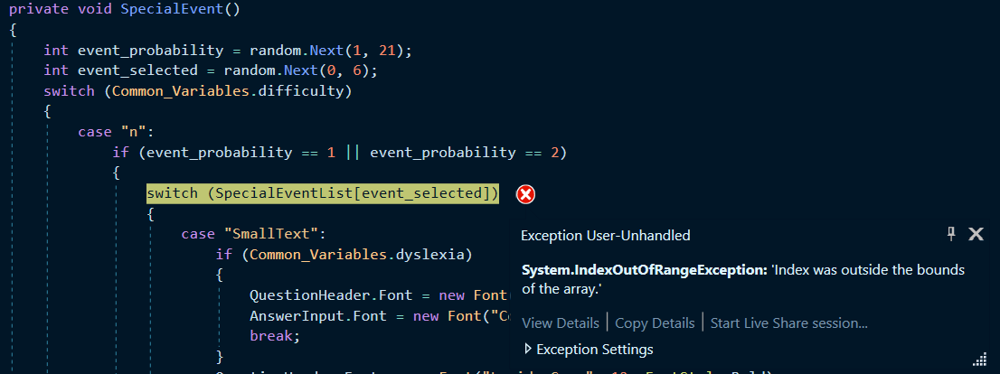 private void SpecialEvent()
{
int event_probability = random.Next(1, 21);
int event_selected = random.Next(0, 6);
switch (Common_Variables.difficulty)
{
case "n":
if (event_probability == 1 || event_probability == 2)
{
switch (SpecialEventList[event_selected])
{
case "SmallText":
if (Common_Variables.dyslexia)
{
QuestionHeader.Font = new Font(
AnswerInput.Font = new Font("Co
break;
}
Exception User-Unhandled
System.IndexOutOfRangeException: 'Index was outside the bounds
of the array.'
View Details | Copy Details | Start Live Share session...
Exception Settings